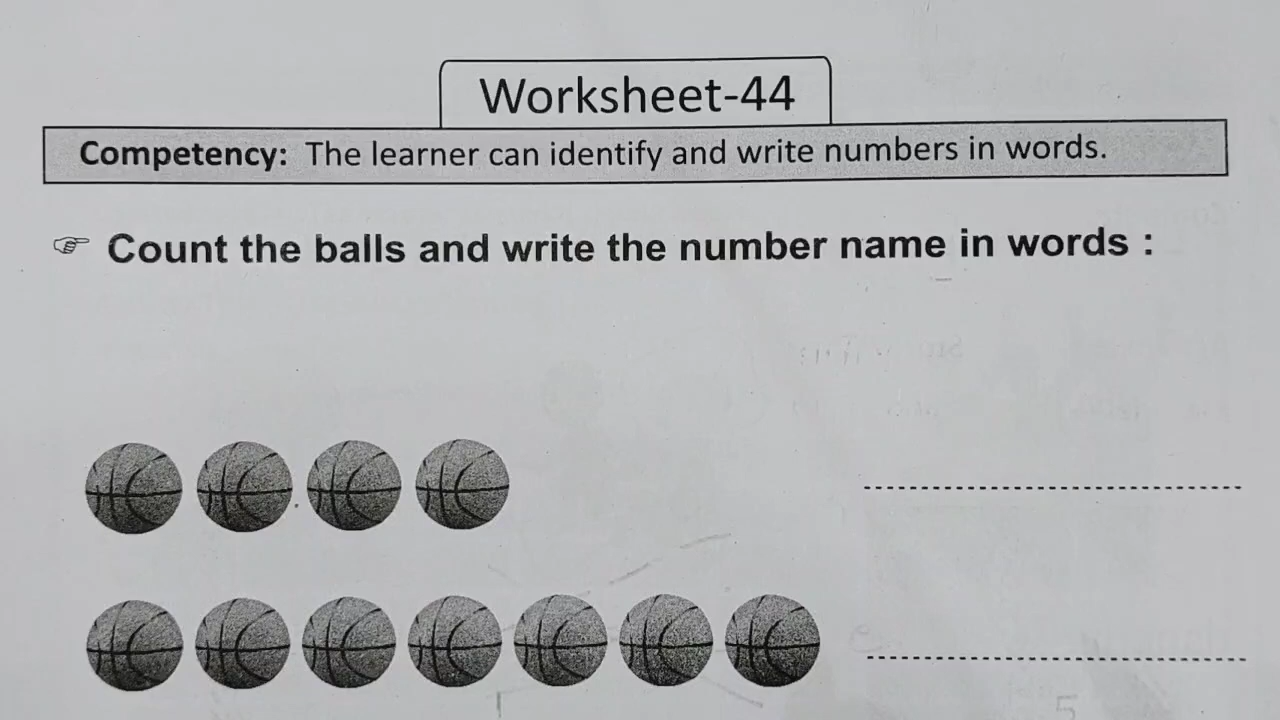 Worksheet-44
Competency: The learner can identify and write numbers in words.
☞ Count the balls and write the number name in words :